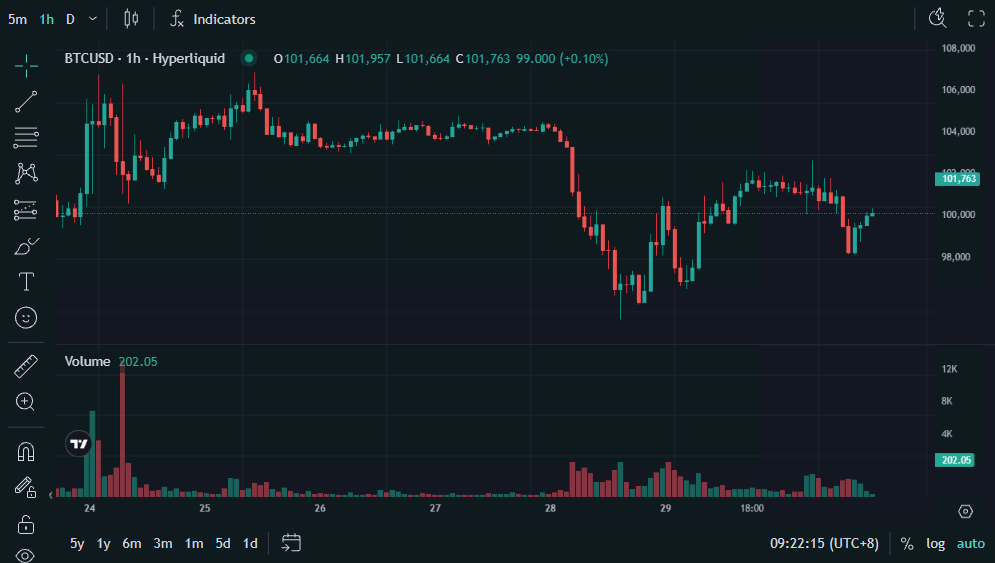 5m 1h D Indicators
BTCUSD · 1h · Hyperliquid O101,664 H101,957 L101,664 C101,763 99.000 (+0.10%)
108,000
106,000
104,000
102,000
101,763
100,000
98,000
Volume 202.05
12K
8K
4K
202.05
24 25 26 27 28 29 18:00
5y 1y 6m 3m 1m 5d 1d 09:22:15 (UTC+8) % log auto